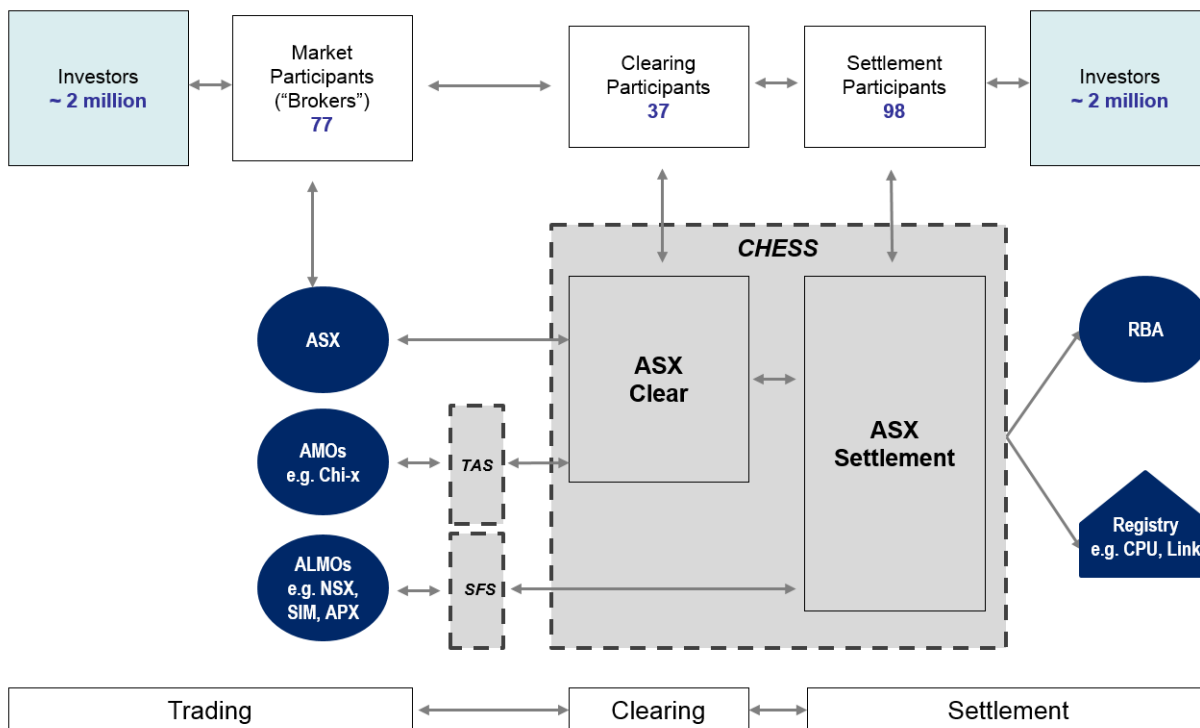 Investors
~ 2 million
Market
Participants
(“Brokers”)
77
Clearing
Participants
37
Settlement
Participants
98
Investors
~ 2 million
CHESS
ASX
ASX
Clear
ASX
Settlement
RBA
AMOs
e.g. Chi-x
TAS
ALMOs
e.g. NSX,
SIM, APX
SFS
Registry
e.g. CPU, Link
Trading
Clearing
Settlement